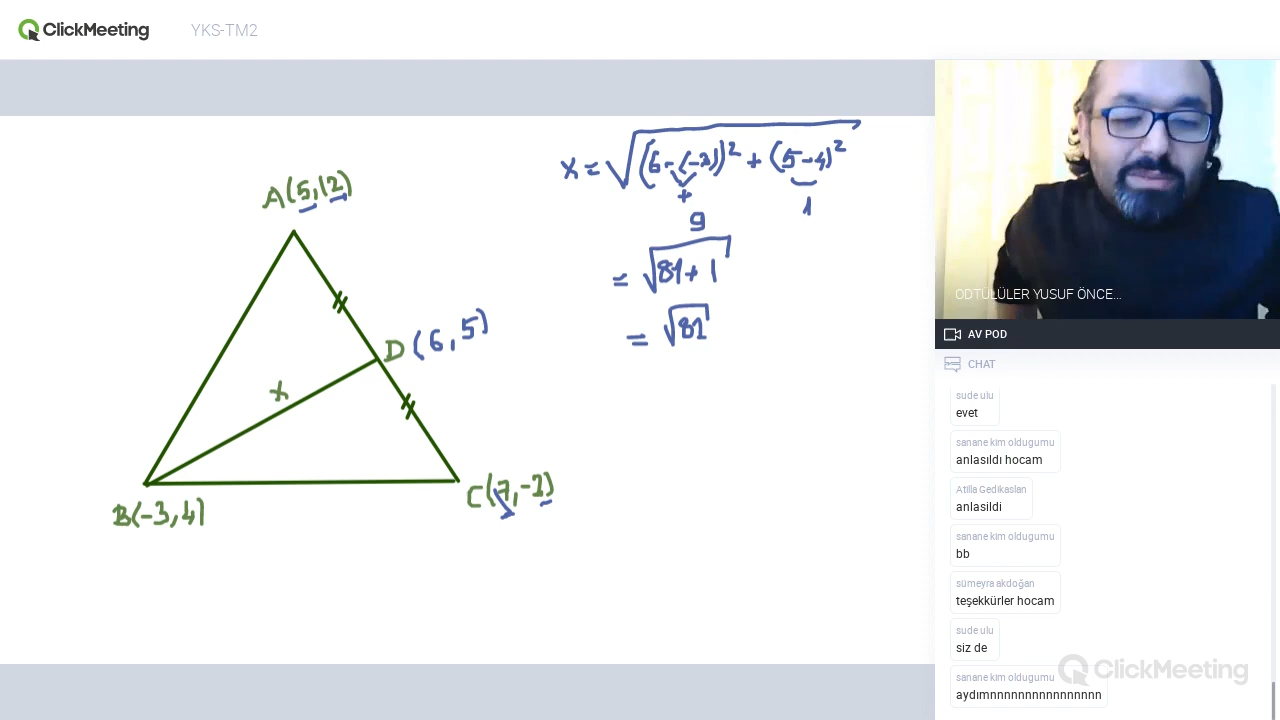 ClickMeeting
YKS-TM2
A(5,12)
x = √((6-(-3))² + (5-4)²
+
1
9
= √81+1
= √82
D (6,5)
x
C(7,-2)
B(-3,4)
ODTÜLÜLER YUSUF ÖNCE...
AV POD
CHAT
sude ulu
evet
sanane kim oldugumu
anlasıldı hocam
Atilla Gedikaslan
anlasildi
sanane kim oldugumu
bb
sümeyra akdoğan
teşekkürler hocam
sude ulu
siz de
sanane kim oldugumu
aydımnnnnnnnnnnnnnnnn
ClickMeeting